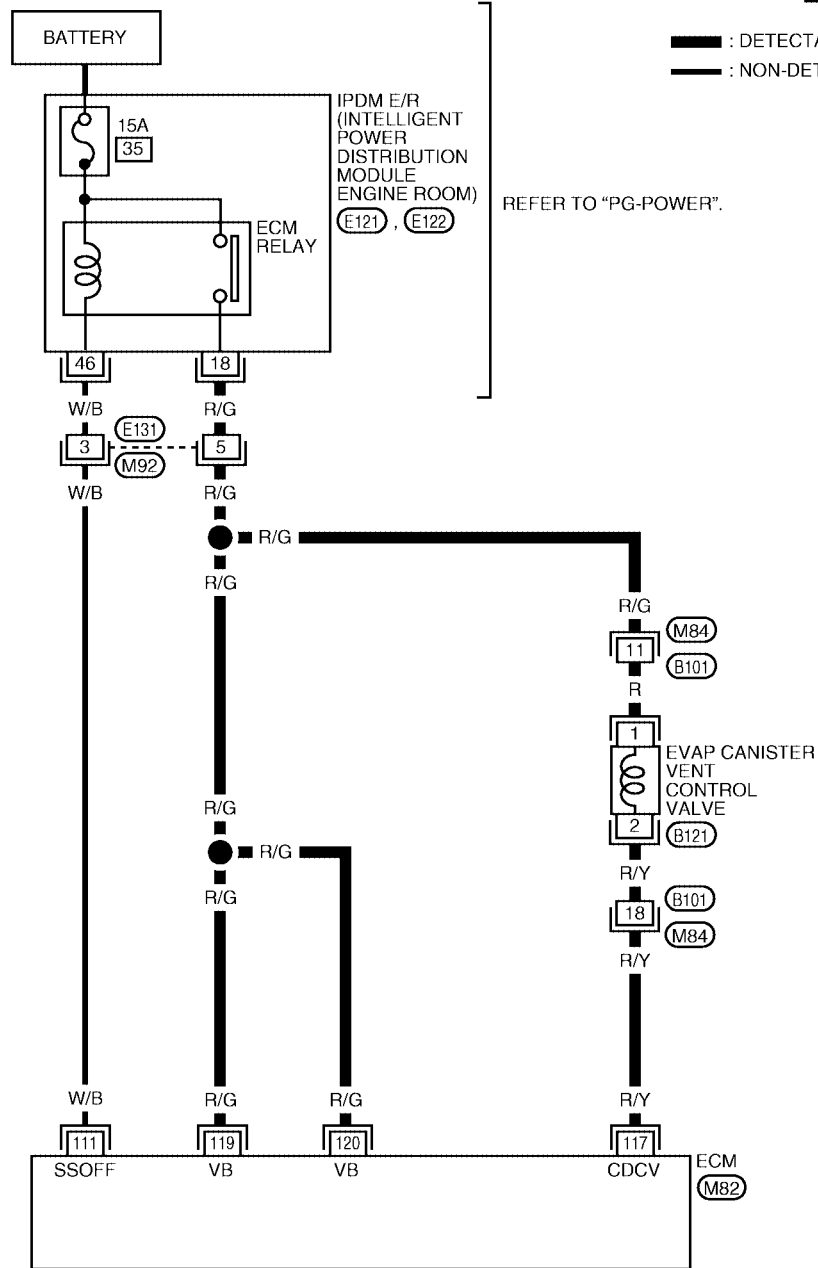 BATTERY
: DETECTA
: NON-DET
15A
35
IPDM E/R
(INTELLIGENT
POWER
DISTRIBUTION
MODULE
ENGINE ROOM)
E121 , E122
REFER TO "PG-POWER".
ECM
RELAY
46
18
W/B
R/G
3
E131
M92
5
W/B
R/G
R/G
R/G
R/G
M84
11
B101
R
1
EVAP CANISTER
VENT
CONTROL
VALVE
2
B121
R/G
R/G
R/G
R/Y
18
B101
M84
R/Y
W/B
R/G
R/G
R/Y
111
119
120
117
SSOFF
VB
VB
CDCV
ECM
M82